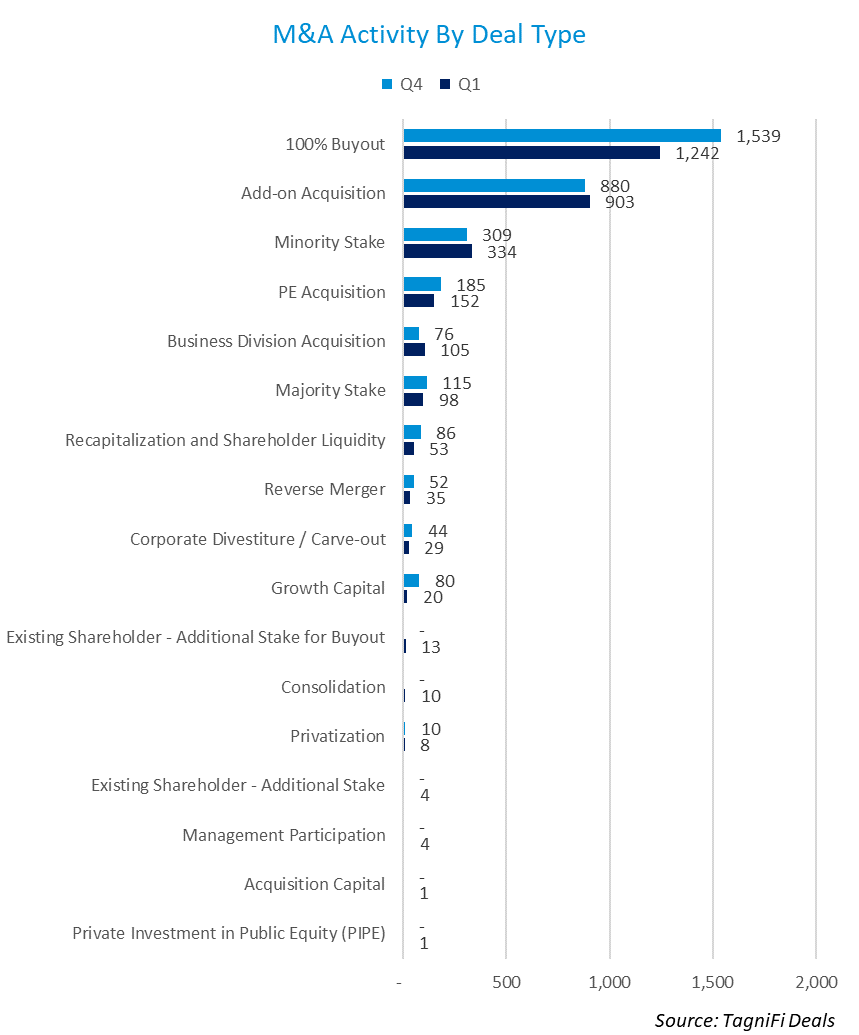 M&A Activity By Deal Type
Q4 Q1
100% Buyout 1,539
1,242
Add-on Acquisition 880
903
Minority Stake 309
334
PE Acquisition 185
152
Business Division Acquisition 76
105
Majority Stake 115
98
Recapitalization and Shareholder Liquidity 86
53
Reverse Merger 52
35
Corporate Divestiture / Carve-out 44
29
Growth Capital 80
20
Existing Shareholder - Additional Stake for Buyout -
13
Consolidation -
10
Privatization 10
8
Existing Shareholder - Additional Stake -
4
Management Participation -
4
Acquisition Capital -
1
Private Investment in Public Equity (PIPE) -
1
- 500 1,000 1,500 2,000
Source: TagniFi Deals